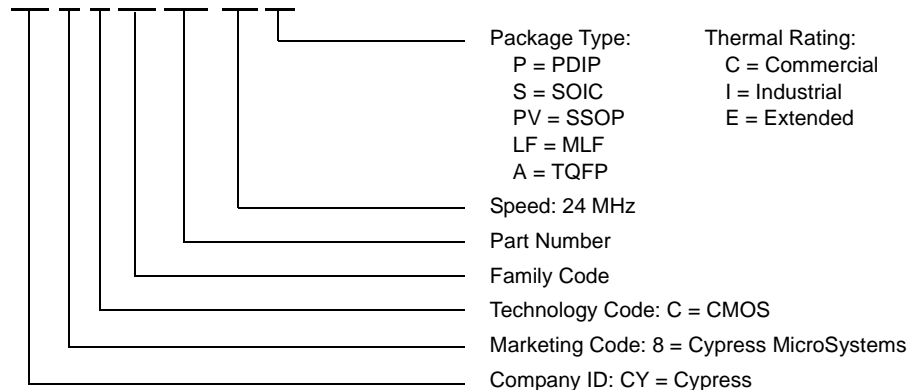 Package Type: Thermal Rating:
P = PDIP C = Commercial
S = SOIC I = Industrial
PV = SSOP E = Extended
LF = MLF
A = TQFP
Speed: 24 MHz
Part Number
Family Code
Technology Code: C = CMOS
Marketing Code: 8 = Cypress MicroSystems
Company ID: CY = Cypress